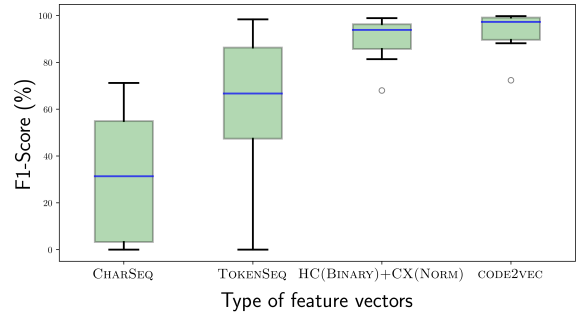 100
80
60
40
20
0
F1-Score (%)
CharSeq
TokenSeq
HC(Binary)+CX(Norm)
code2vec
Type of feature vectors